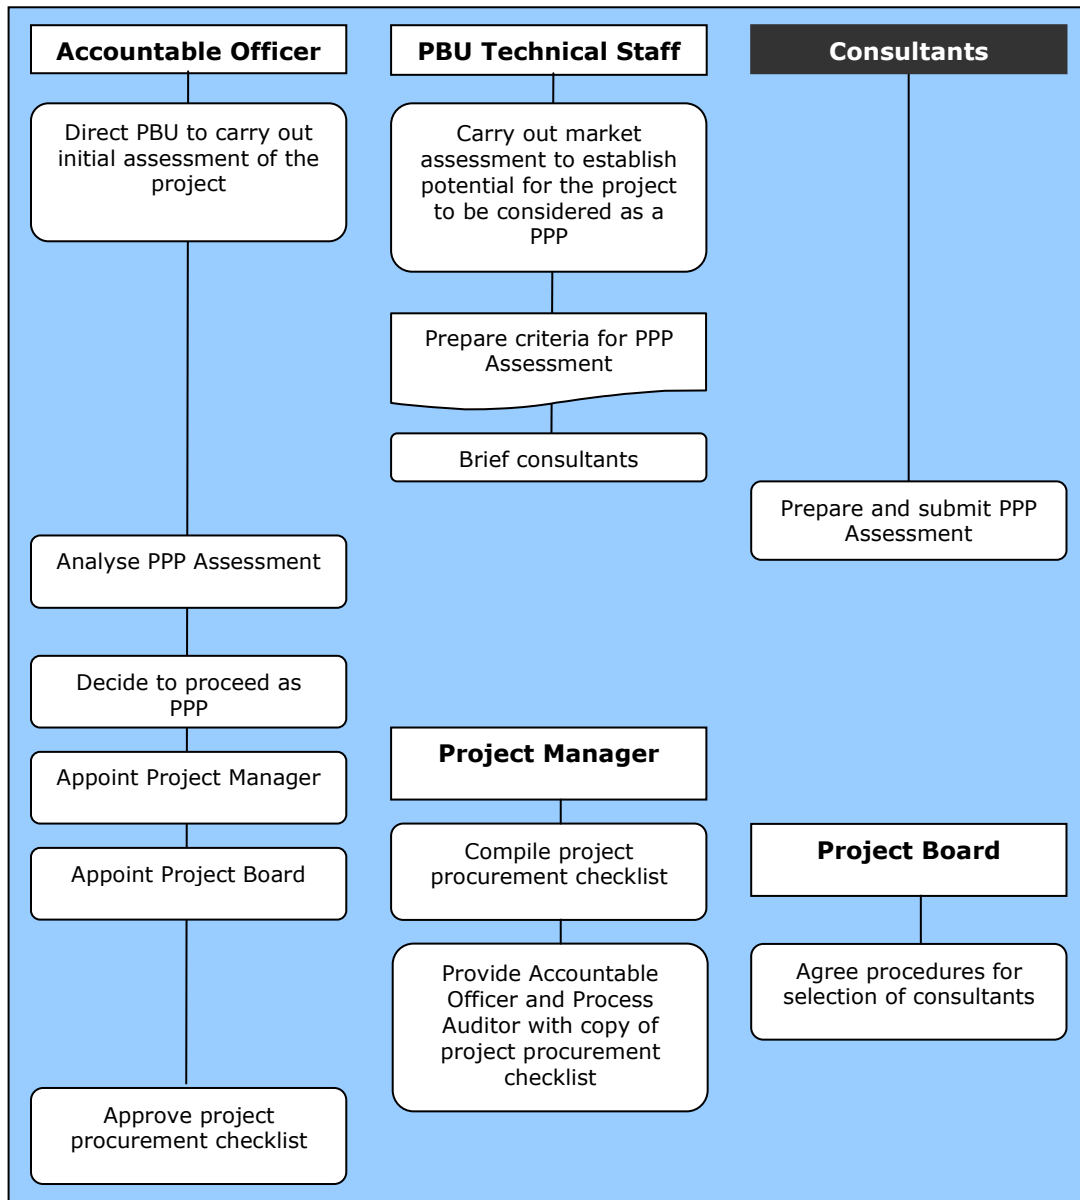 Accountable Officer
PBU Technical Staff
Consultants
Direct PBU to carry out
initial assessment of the
project
Carry out market
assessment to establish
potential for the project
to be considered as a
PPP
Prepare criteria for PPP
Assessment
Brief consultants
Prepare and submit PPP
Assessment
Analyse PPP Assessment
Decide to proceed as
PPP
Appoint Project Manager
Appoint Project Board
Project Manager
Compile project
procurement checklist
Provide Accountable
Officer and Process
Auditor with copy of
project procurement
checklist
Project Board
Agree procedures for
selection of consultants
Approve project
procurement checklist